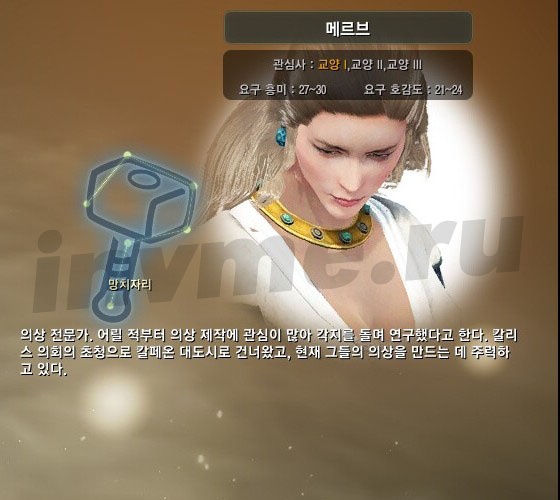 메르브
관심사 : 교양 I,교양 II,교양 III
요구 흥미 : 27~30 요구 호감도 : 21~24
invme.ru
망치자리
의상 전문가. 어릴 적부터 의상 제작에 관심이 많아 각지를 돌며 연구했다고 한다. 칼리
스 의회의 초청으로 칼페온 대도시로 건너왔고, 현재 그들의 의상을 만드는 데 주력하
고 있다.